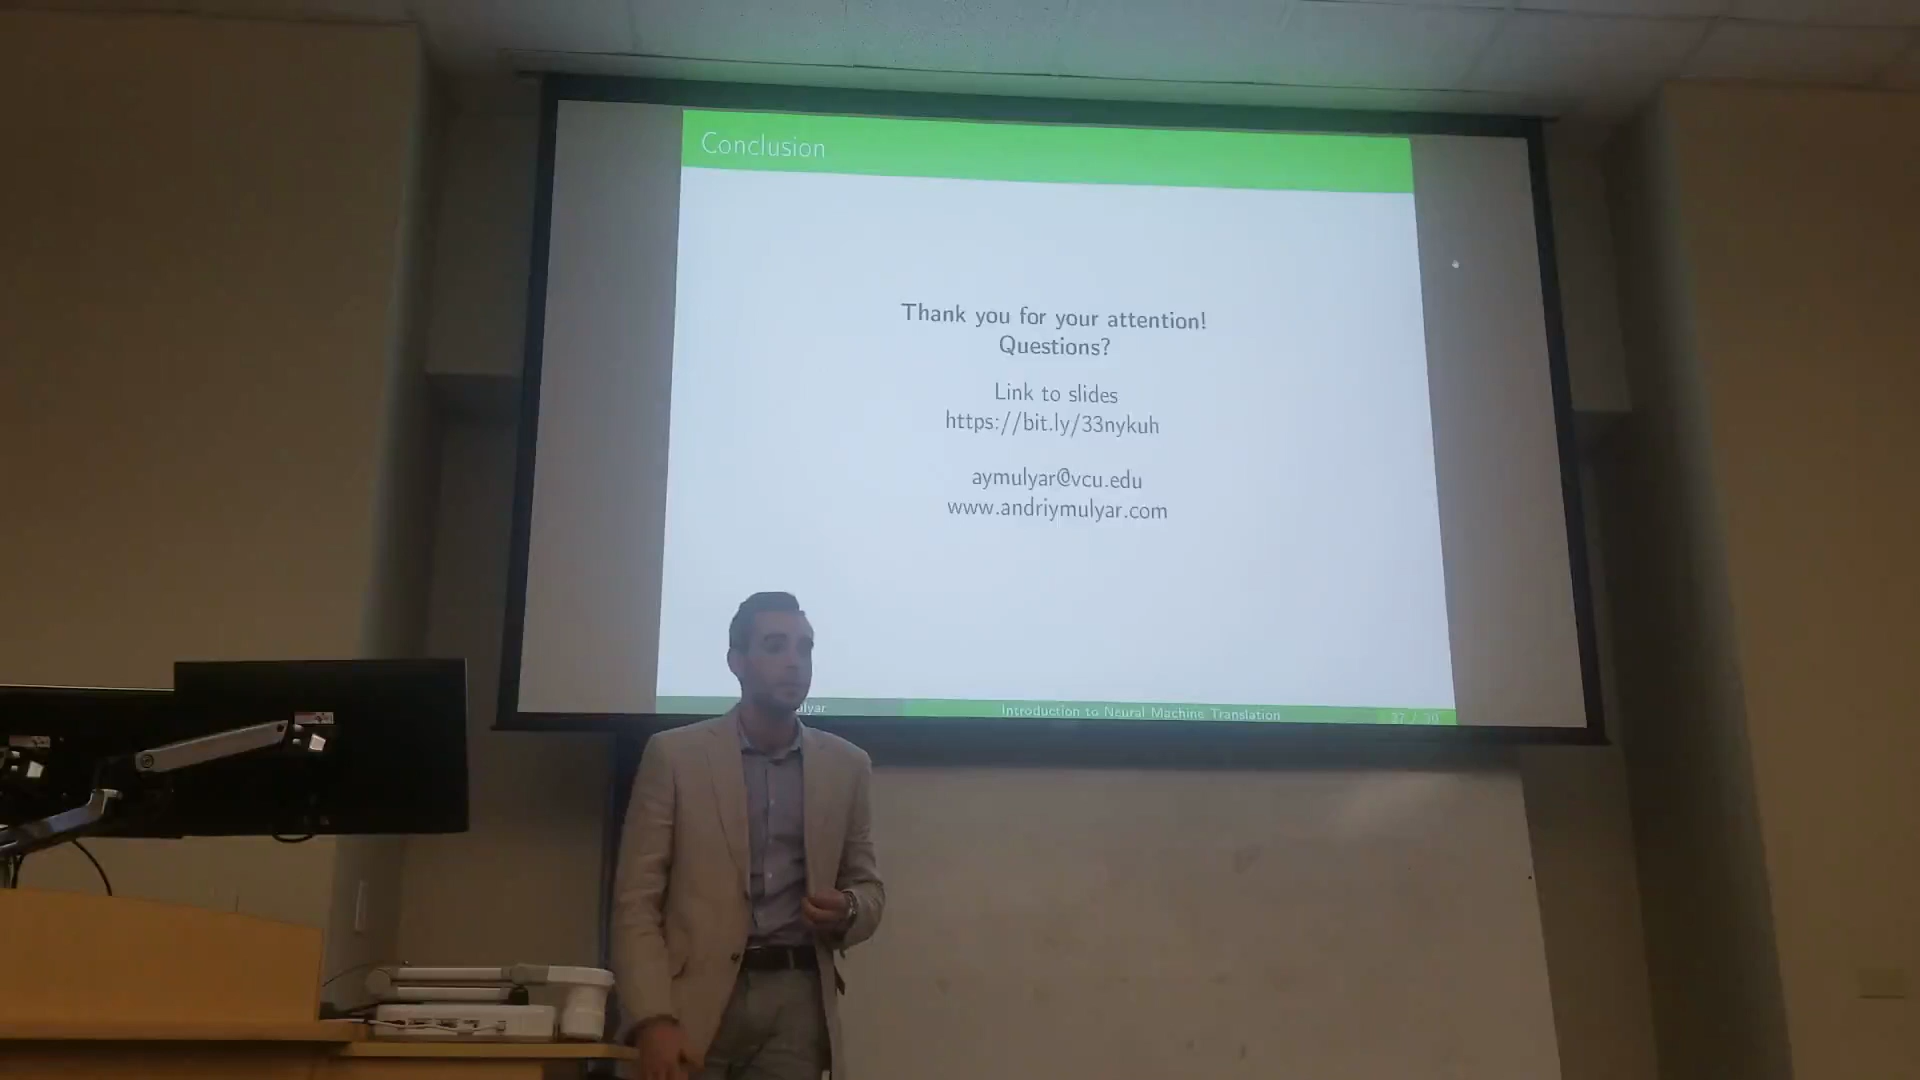 Conclusion
Thank you for your attention!
Questions?
Link to slides
https://bit.ly/33nykuh
aymulyar@vcu.edu
www.andriymulyar.com
Introduction to Neural Machine Translation